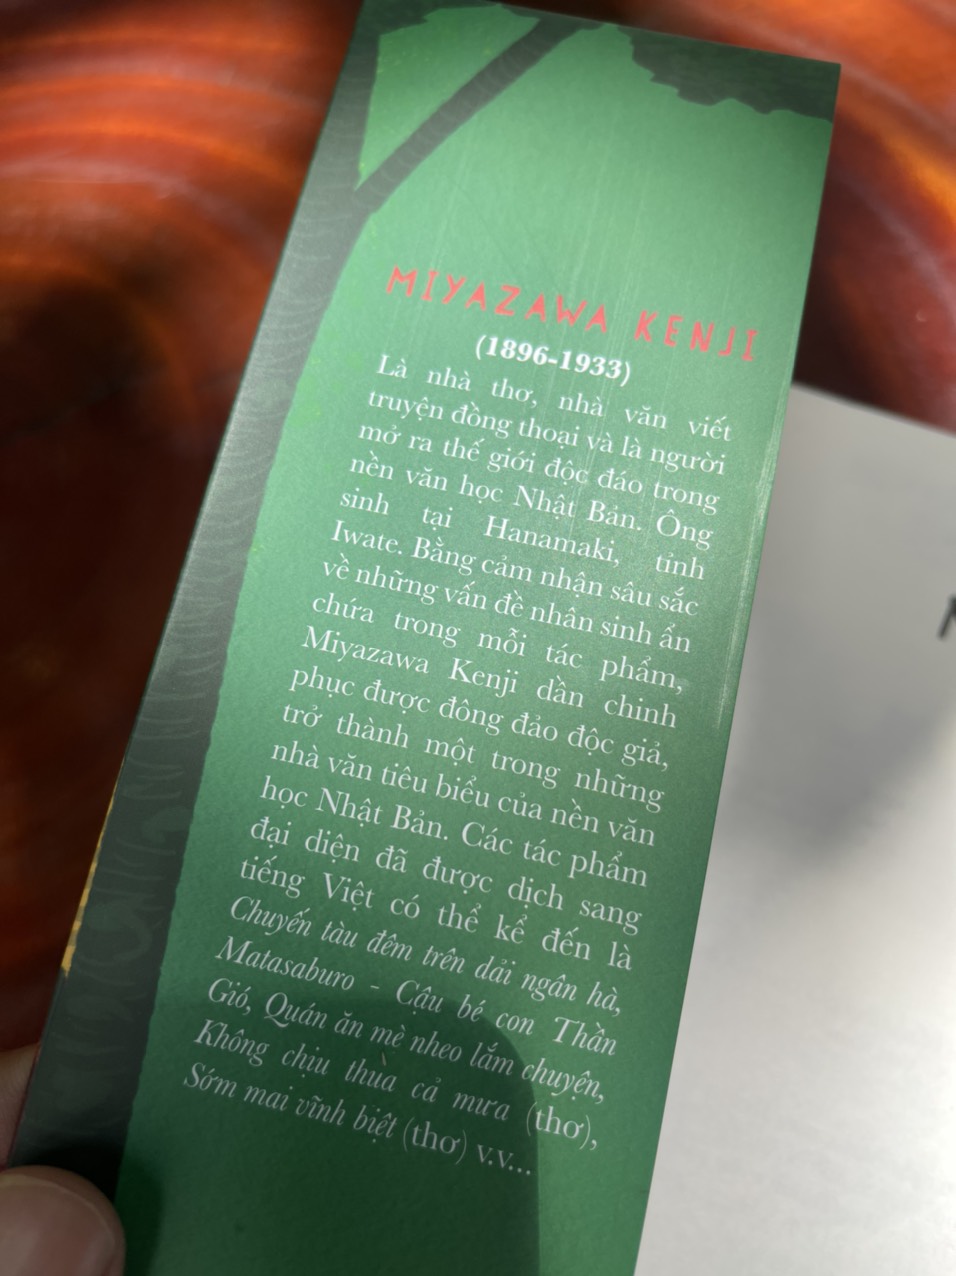 MIYAZAWA KENJI
(1896-1933)
Là nhà thơ, nhà văn viết
truyện đồng thoại và là người
mở ra thế giới độc đáo trong
nền văn học Nhật Bản. Ông
sinh tại Hanamaki, tỉnh
Iwate. Bằng cảm nhận sâu sắc
về những vấn đề nhân sinh ẩn
chứa trong mỗi tác phẩm,
Miyazawa Kenji dần chinh
phục được đông đảo độc giả,
trở thành một trong những
nhà văn tiêu biểu của nền văn
học Nhật Bản. Các tác phẩm
đại diện đã được dịch sang
tiếng Việt có thể kể đến là
Chuyến tàu đêm trên dải ngân hà,
Matasaburo - Cậu bé con Thần
Gió, Quán ăn mè nheo lắm chuyện,
Không chịu thùa cả mưa (thơ),
Sớm mai vĩnh biệt (thơ) v.v...